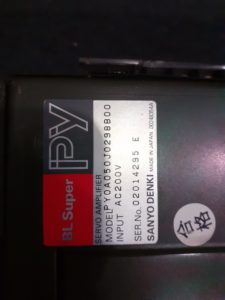 BL Super PY
SERVO AMPLIFIER
MODEL PY0A050J0298B00
INPUT AC200V
SER.No.02014295 E
SANYO DENKI MADE IN JAPAN
合格